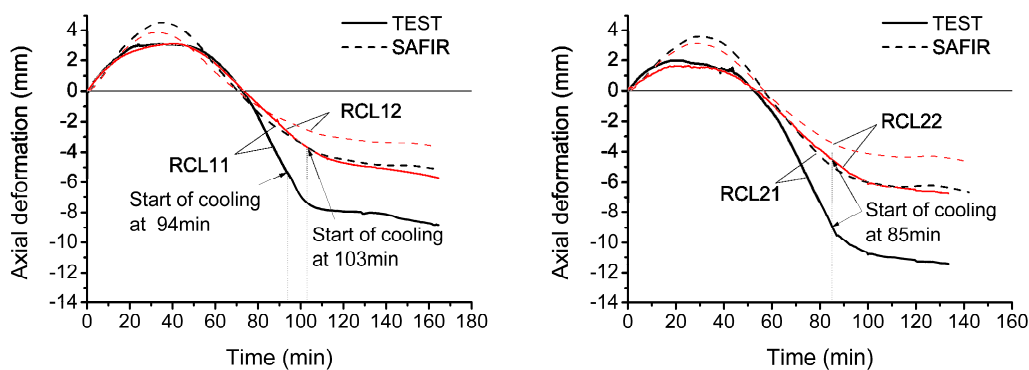 Axial deformation (mm)
4
2
0
-2
-4
-6
-8
-10
-12
-14
TEST
SAFIR
RCL12
RCL11
Start of cooling
at 94min
Start of cooling
at 103min
0 20 40 60 80 100 120 140 160 180
Time (min)
Axial deformation (mm)
4
2
0
-2
-4
-6
-8
-10
-12
-14
TEST
SAFIR
RCL22
RCL21
Start of cooling
at 85min
0 20 40 60 80 100 120 140 160
Time (min)